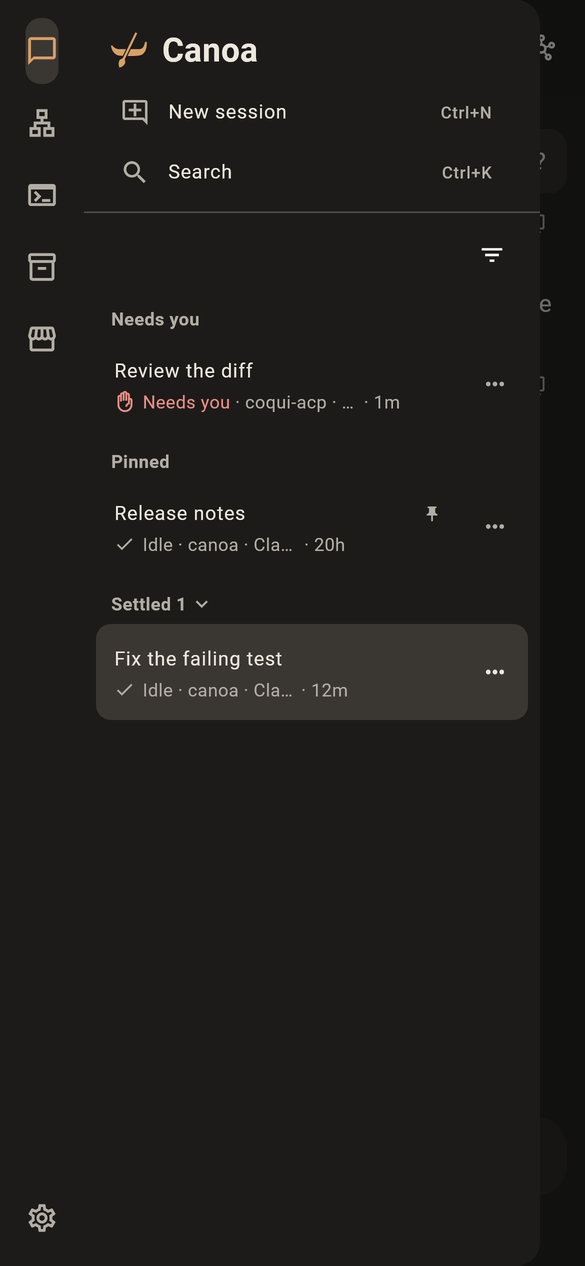 Canoa
New session Ctrl+N
Search Ctrl+K
?
e
Needs you
Review the diff
Needs you · coqui-acp · … · 1m
Pinned
Release notes
Idle · canoa · Cla… · 20h
Settled 1
Fix the failing test
Idle · canoa · Cla… · 12m